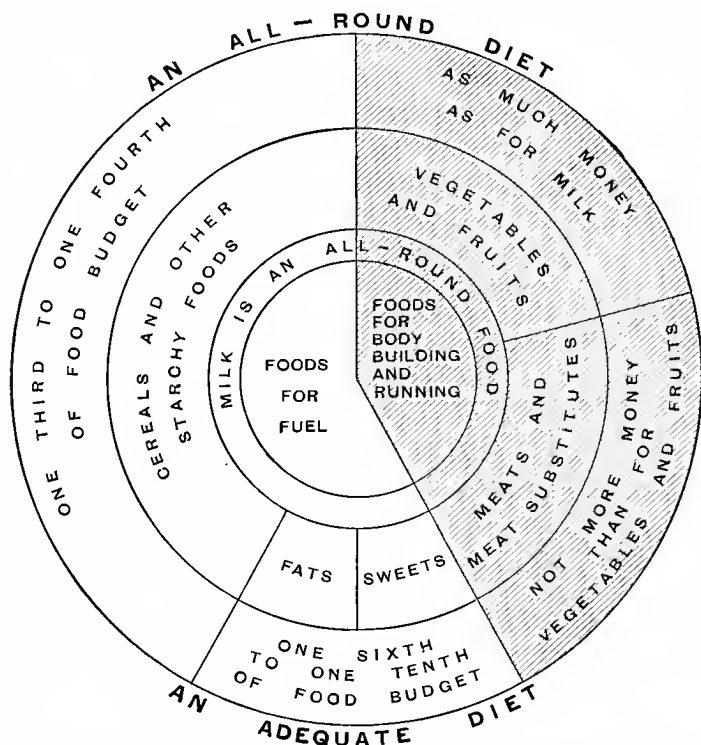 AN ALL-ROUND DIET
AS MUCH MONEY
AS FOR MILK
VEGETABLES
AND FRUITS
ONE THIRD TO ONE FOURTH
OF FOOD BUDGET
CEREALS AND OTHER
STARCHY FOODS
MILK IS AN ALL-ROUND FOOD
FOODS
FOR
FUEL
FOODS
FOR
BODY
BUILDING
AND
RUNNING
MEATS AND
MEAT SUBSTITUTES
NOT MORE MONEY
THAN FOR
VEGETABLES AND FRUITS
FATS
SWEETS
ONE SIXTH
TO ONE TENTH
OF FOOD BUDGET
AN ADEQUATE DIET